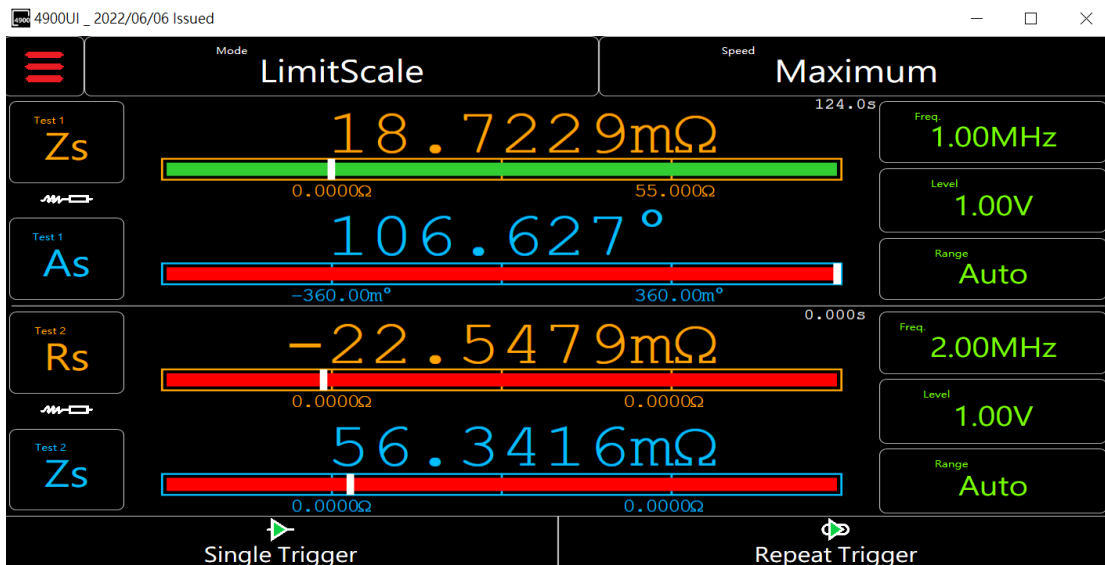 4900 4900UI _ 2022/06/06 Issued
Mode
LimitScale
Speed
Maximum
Test 1
Zs
18.7229mΩ
124.0s
0.0000Ω 55.000Ω
Freq.
1.00MHz
Level
1.00V
Test 1
As
106.627°
-360.00m° 360.00m°
Range
Auto
Test 2
Rs
-22.5479mΩ
0.000s
0.0000Ω 0.0000Ω
Freq.
2.00MHz
Level
1.00V
Test 2
Zs
56.3416mΩ
0.0000Ω 0.0000Ω
Range
Auto
Single Trigger
Repeat Trigger